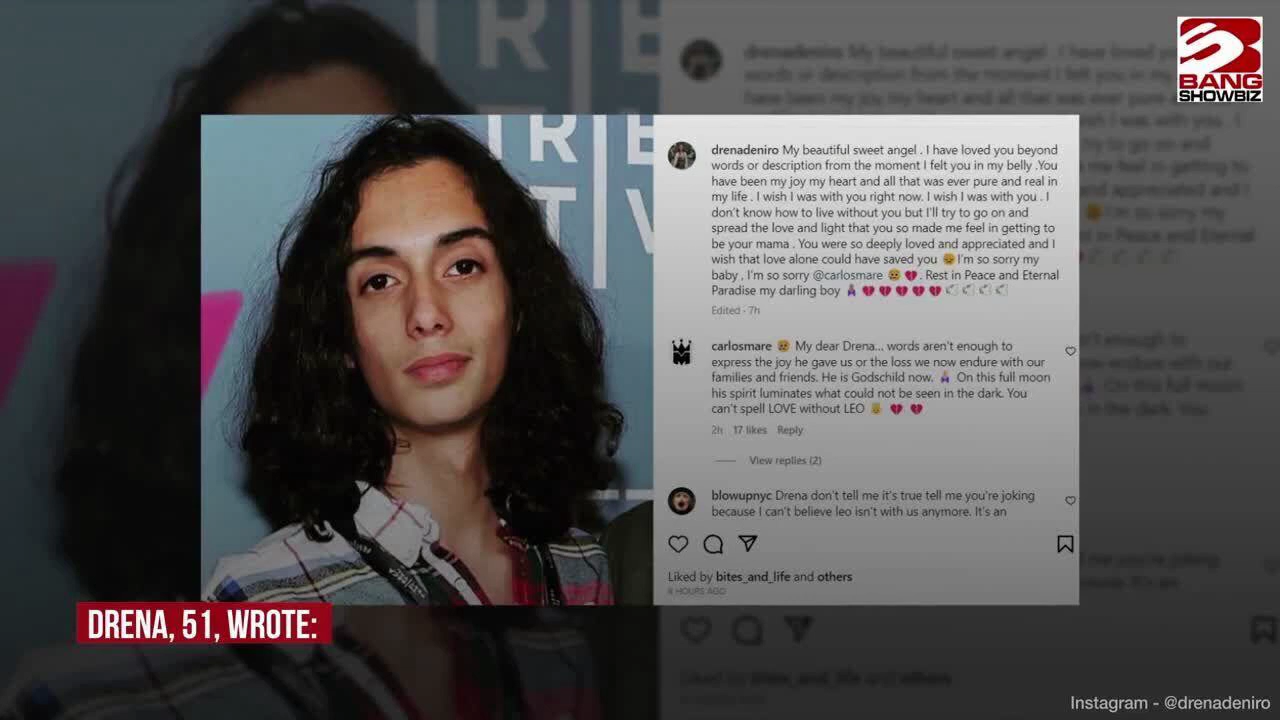 BANG
SHOWBIZ
TRIBE
drenadeniro My beautiful sweet angel . I have loved you beyond
words or description from the moment I felt you in my belly .You
have been my joy my heart and all that was ever pure and real in
my life . I wish I was with you right now. I wish I was with you . I
don't know how to live without you but I'll try to go on and
spread the love and light that you so made me feel in getting to
be your mama . You were so deeply loved and appreciated and I
wish that love alone could have saved you 😖 I'm so sorry my
baby , I'm so sorry @carlosmare 😖 💔 . Rest in Peace and Eternal
Paradise my darling boy 🙏 💔 💔 💔 💔 💔 🕊 🕊 🕊 🕊
Edited · 7h
carlosmare 😢 My dear Drena... words aren't enough to
express the joy he gave us or the loss we now endure with our
families and friends. He is Godschild now. 🙏 On this full moon
his spirit luminates what could not be seen in the dark. You
can't spell LOVE without LEO 👼 💔 💔
2h 17 likes Reply
View replies (2)
blowupnyc Drena don't tell me it's true tell me you're joking
because I can't believe leo isn't with us anymore. It's an
Liked by bites_and_life and others
8 HOURS AGO
DRENA, 51, WROTE:
Instagram - @drenadeniro